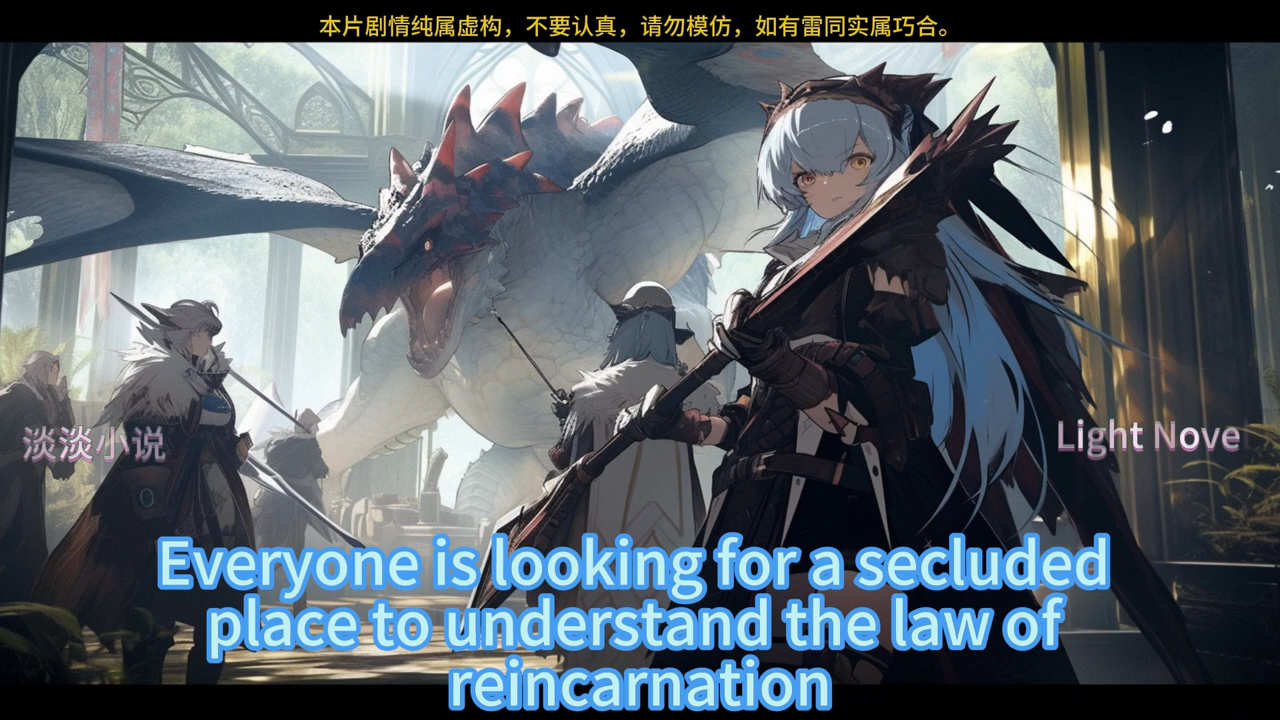 本片剧情纯属虚构，不要认真，请勿模仿，如有雷同实属巧合。
淡淡小说
Light Nove
Everyone is looking for a secluded
place to understand the law of
reincarnation